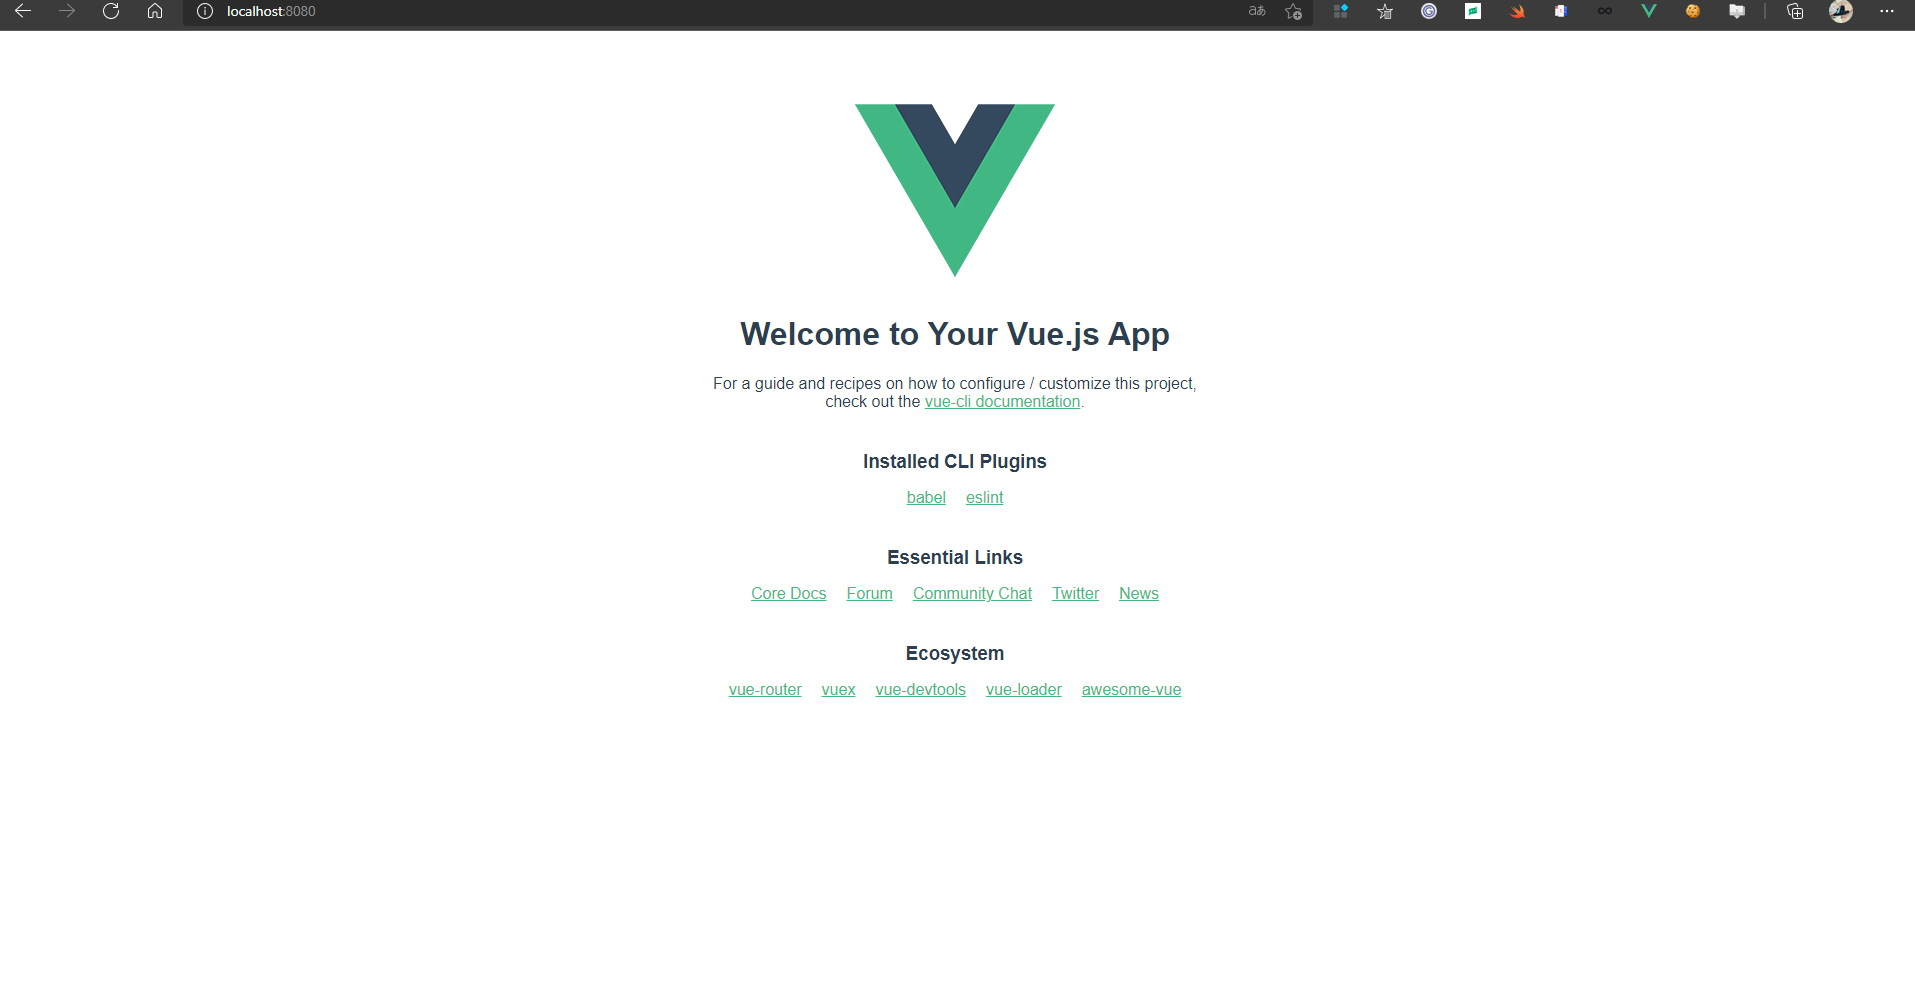 localhost:8080
aあ
Welcome to Your Vue.js App
For a guide and recipes on how to configure / customize this project,
check out the vue-cli documentation.
Installed CLI Plugins
babel eslint
Essential Links
Core Docs Forum Community Chat Twitter News
Ecosystem
vue-router vuex vue-devtools vue-loader awesome-vue